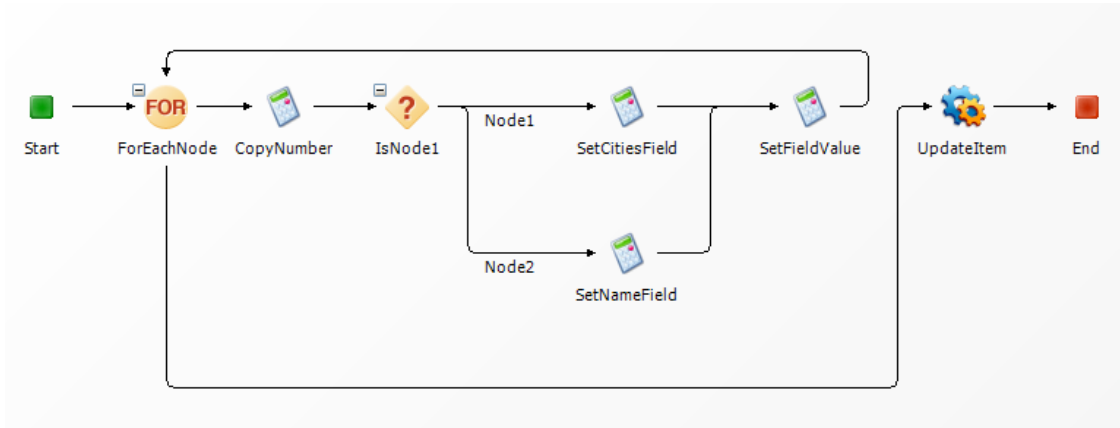 FOR
?
Start
ForEachNode
CopyNumber
IsNode1
Node1
SetCitiesField
SetFieldValue
UpdateItem
End
Node2
SetNameField